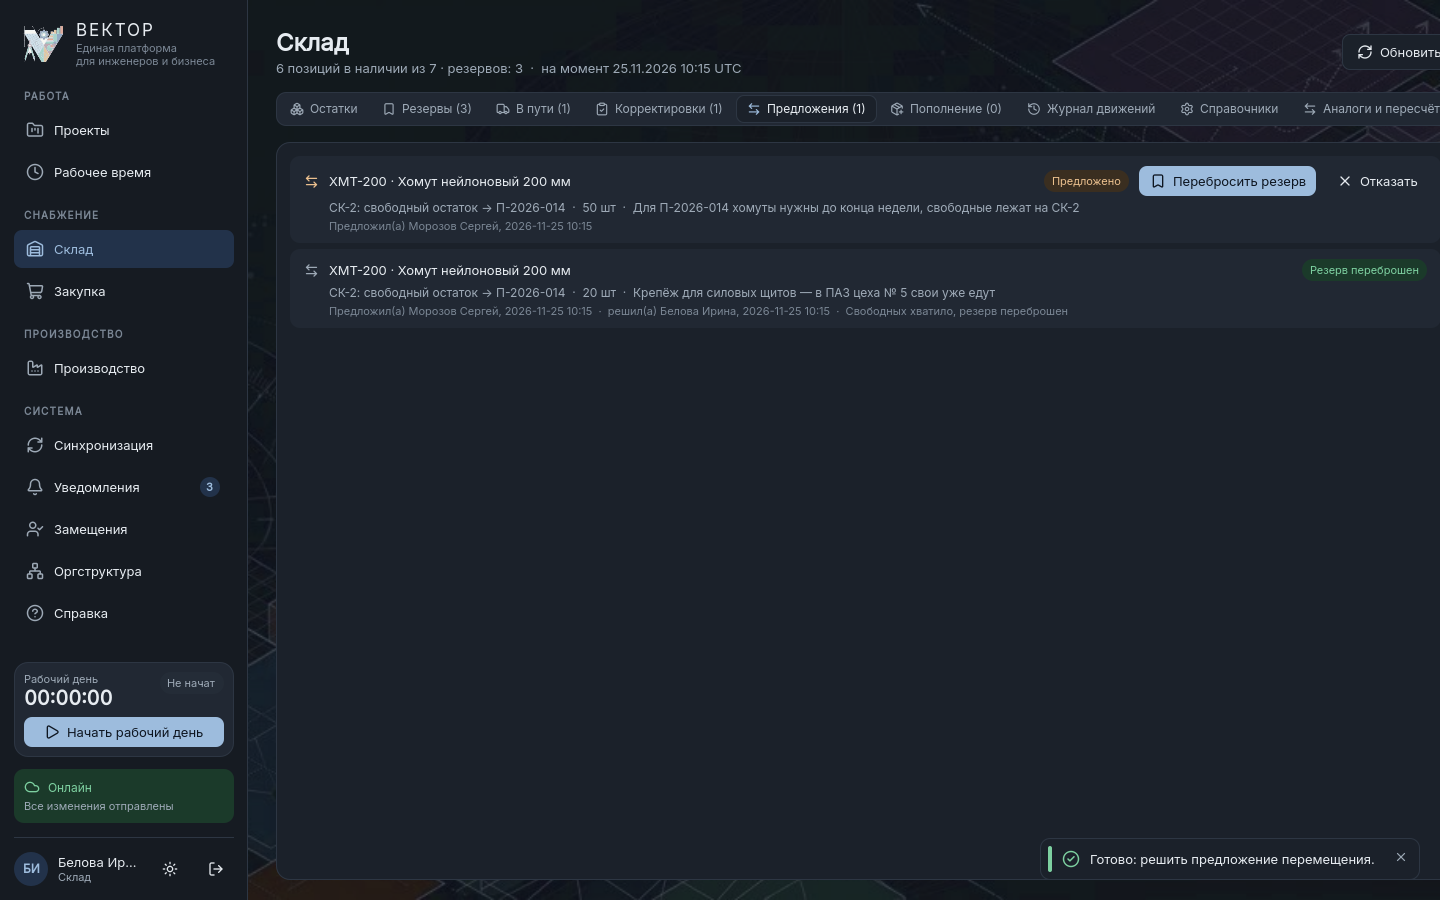 ВЕКТОР
Единая платформа
для инженеров и бизнеса
РАБОТА
Проекты
Рабочее время
СНАБЖЕНИЕ
Склад
Закупка
ПРОИЗВОДСТВО
Производство
СИСТЕМА
Синхронизация
Уведомления 3
Замещения
Оргструктура
Справка
Рабочий день
Не начат
00:00:00
Начать рабочий день
Онлайн
Все изменения отправлены
БИ
Белова Ир...
Склад
Склад
6 позиций в наличии из 7 · резервов: 3 · на момент 25.11.2026 10:15 UTC
Обновить
Остатки Резервы (3) В пути (1) Корректировки (1) Предложения (1) Пополнение (0) Журнал движений Справочники Аналоги и пересчёт
ХМТ-200 · Хомут нейлоновый 200 мм
Предложено Перебросить резерв Отказать
СК-2: свободный остаток → П-2026-014 · 50 шт · Для П-2026-014 хомуты нужны до конца недели, свободные лежат на СК-2
Предложил(а) Морозов Сергей, 2026-11-25 10:15
ХМТ-200 · Хомут нейлоновый 200 мм
Резерв переброшен
СК-2: свободный остаток → П-2026-014 · 20 шт · Крепёж для силовых щитов — в ПАЗ цеха № 5 свои уже едут
Предложил(а) Морозов Сергей, 2026-11-25 10:15 · решил(а) Белова Ирина, 2026-11-25 10:15 · Свободных хватило, резерв переброшен
Готово: решить предложение перемещения.